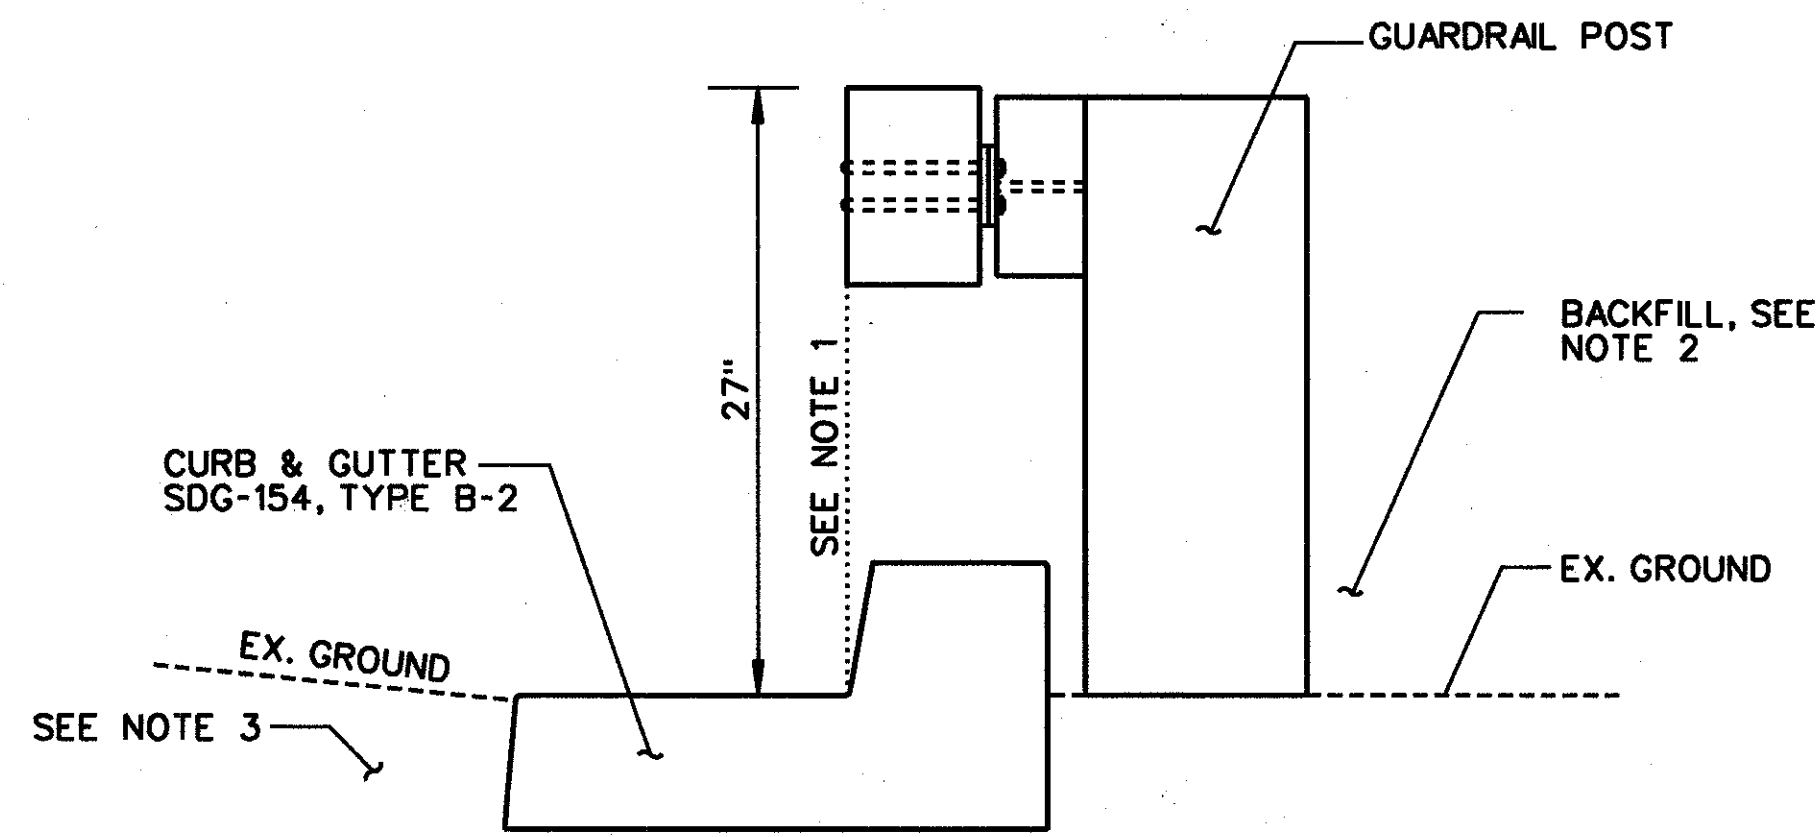 GUARDRAIL POST
BACKFILL, SEE
NOTE 2
27"
SEE NOTE 1
CURB & GUTTER
SDG-154, TYPE B-2
EX. GROUND
EX. GROUND
SEE NOTE 3